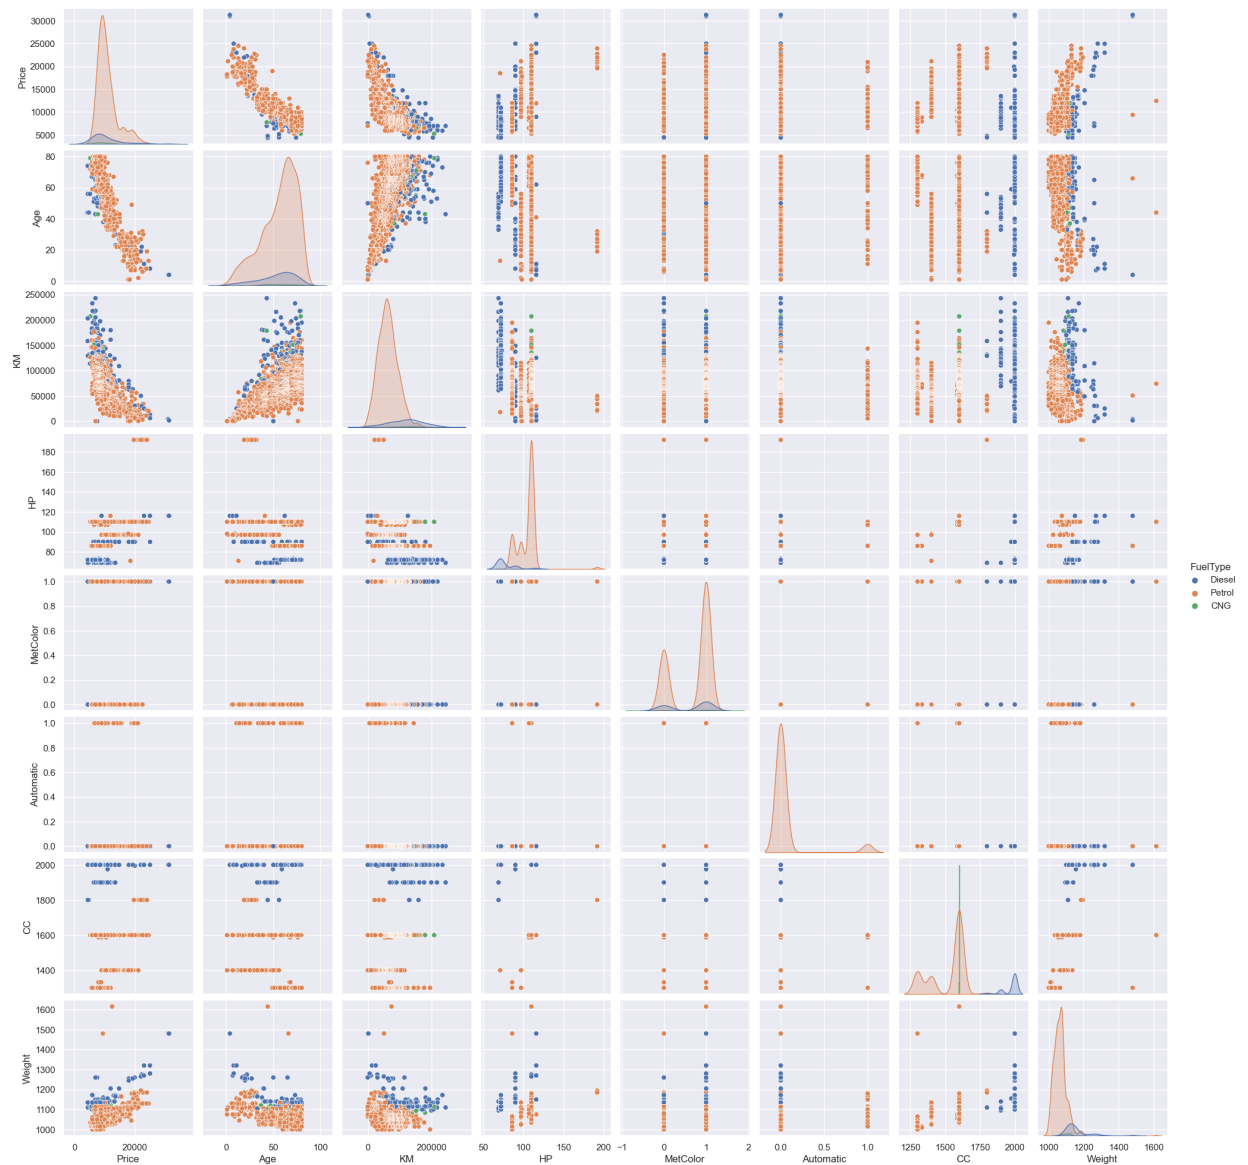 30000
25000
20000
15000
10000
5000
Price
80
60
40
20
0
Age
250000
200000
150000
100000
50000
0
KM
180
160
140
120
100
80
HP
1.0
0.8
0.6
0.4
0.2
0.0
MetColor
FuelType
Diesel
Petrol
CNG
1.0
0.8
0.6
0.4
0.2
0.0
Automatic
2000
1800
1600
1400
CC
1600
1500
1400
1300
1200
1100
1000
Weight
0 20000
0 50 100
0 200000
50 100 150 200
−1 0 1 2
0.0 0.5 1.0
1250 1500 1750 2000
1000 1200 1400 1600
Price Age KM HP MetColor Automatic CC Weight